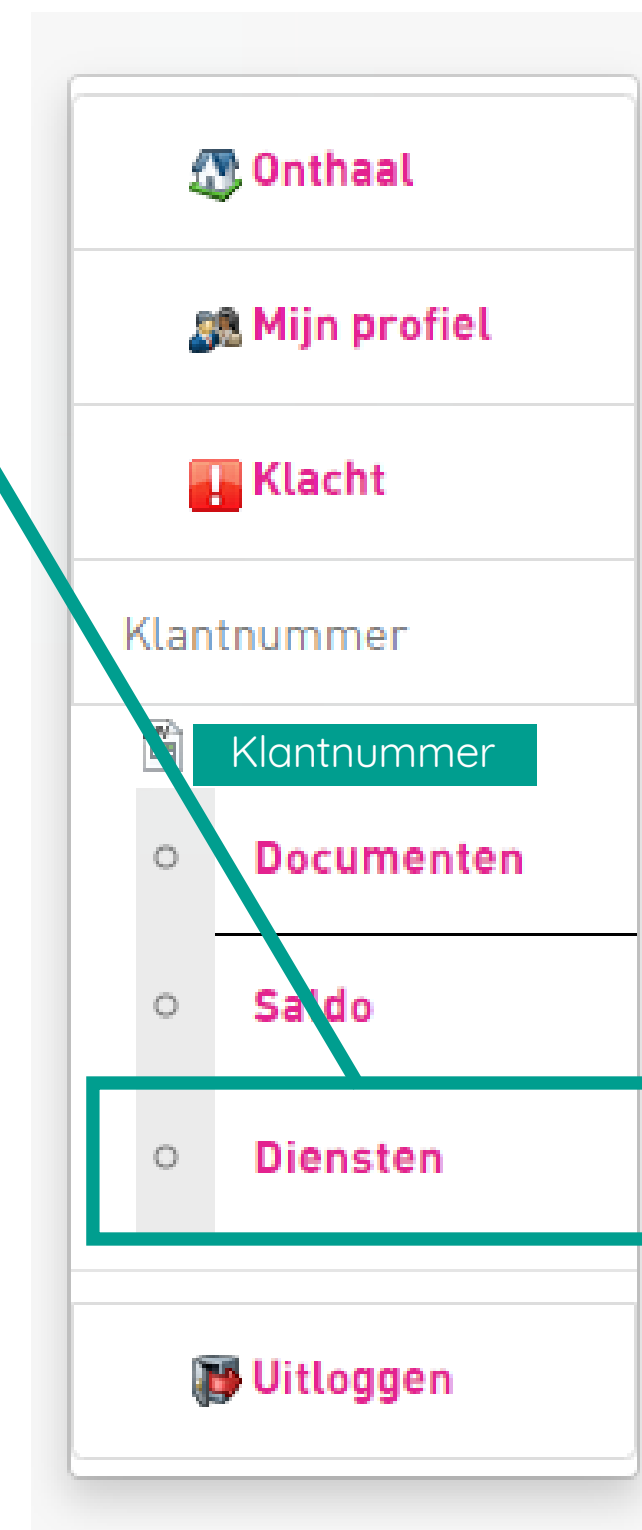 Onthaal
Mijn profiel
Klacht
Klantnummer
Klantnummer
Documenten
Saldo
Diensten
Uitloggen